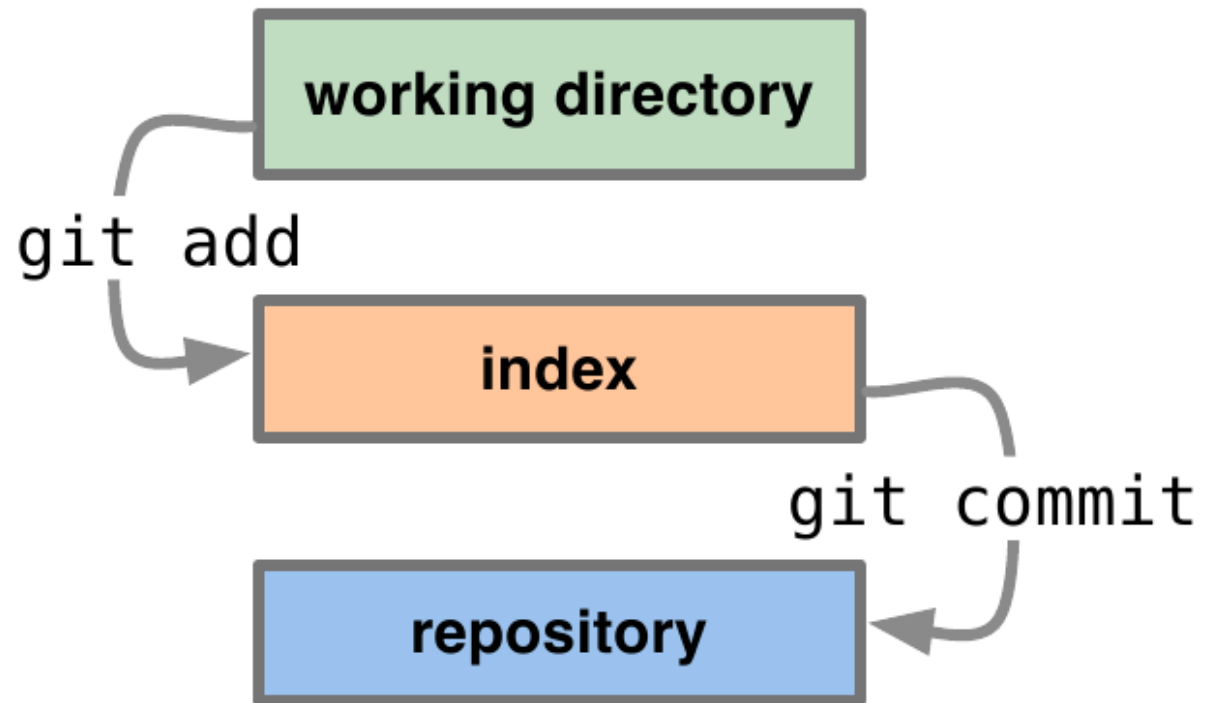 working directory
git add
index
git commit
repository